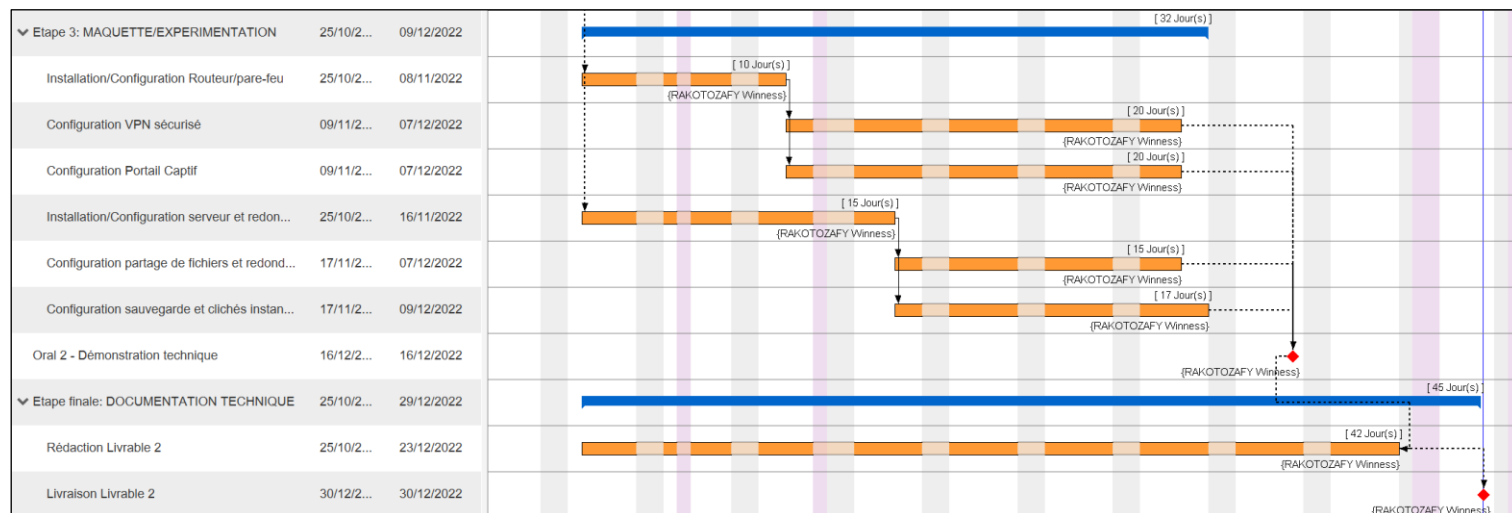 Etape 3: MAQUETTE/EXPERIMENTATION 25/10/2... 09/12/2022 [ 32 Jour(s) ]
Installation/Configuration Routeur/pare-feu 25/10/2... 08/11/2022 [ 10 Jour(s) ]
{RAKOTOZAFY Winness}
Configuration VPN sécurisé 09/11/2... 07/12/2022 [ 20 Jour(s) ]
{RAKOTOZAFY Winness}
Configuration Portail Captif 09/11/2... 07/12/2022 [ 20 Jour(s) ]
{RAKOTOZAFY Winness}
Installation/Configuration serveur et redon... 25/10/2... 16/11/2022 [ 15 Jour(s) ]
{RAKOTOZAFY Winness}
Configuration partage de fichiers et redond... 17/11/2... 07/12/2022 [ 15 Jour(s) ]
{RAKOTOZAFY Winness}
Configuration sauvegarde et clichés instan... 17/11/2... 09/12/2022 [ 17 Jour(s) ]
{RAKOTOZAFY Winness}
Oral 2 - Démonstration technique 16/12/2... 16/12/2022
{RAKOTOZAFY Winness}
Etape finale: DOCUMENTATION TECHNIQUE 25/10/2... 29/12/2022 [ 45 Jour(s) ]
Rédaction Livrable 2 25/10/2... 23/12/2022 [ 42 Jour(s) ]
{RAKOTOZAFY Winness}
Livraison Livrable 2 30/12/2... 30/12/2022
{RAKOTOZAFY Winness}